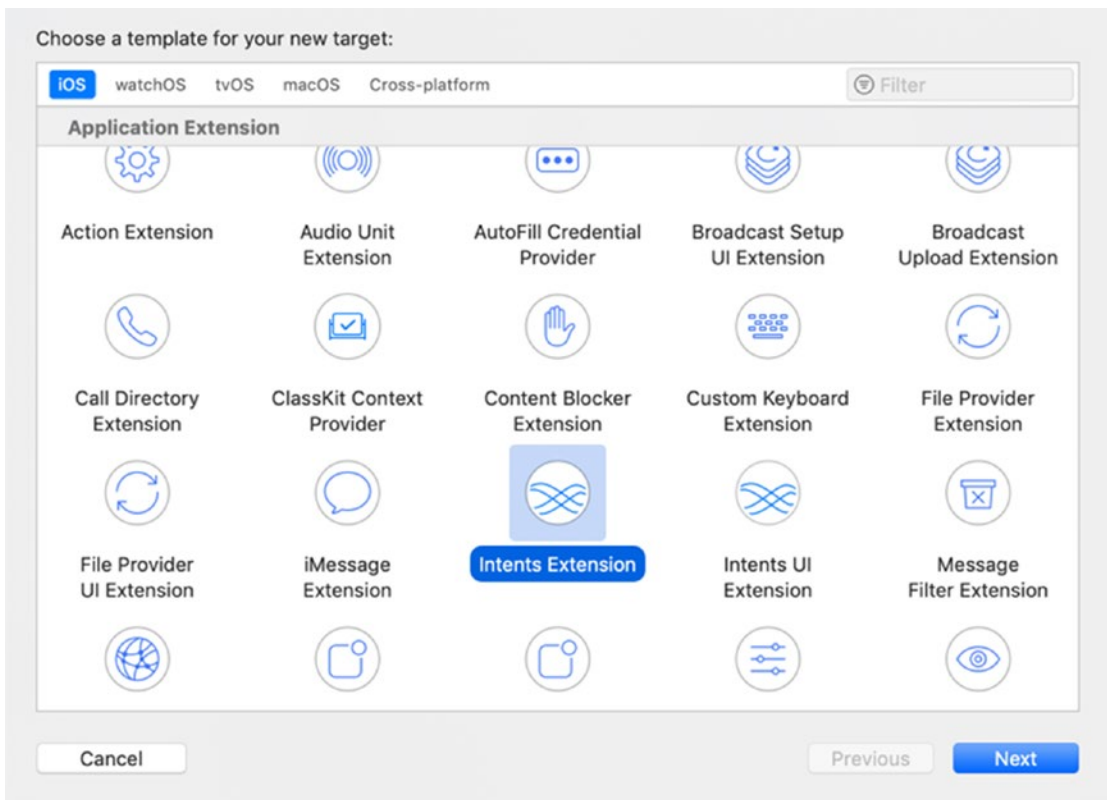 Choose a template for your new target:
iOS watchOS tvOS macOS Cross-platform Filter
Application Extension
Action Extension Audio Unit AutoFill Credential Broadcast Setup Broadcast
Extension Provider UI Extension Upload Extension
Call Directory ClassKit Context Content Blocker Custom Keyboard File Provider
Extension Provider Extension Extension Extension
File Provider iMessage Intents Extension Intents UI Message
UI Extension Extension Extension Filter Extension
Cancel Previous Next